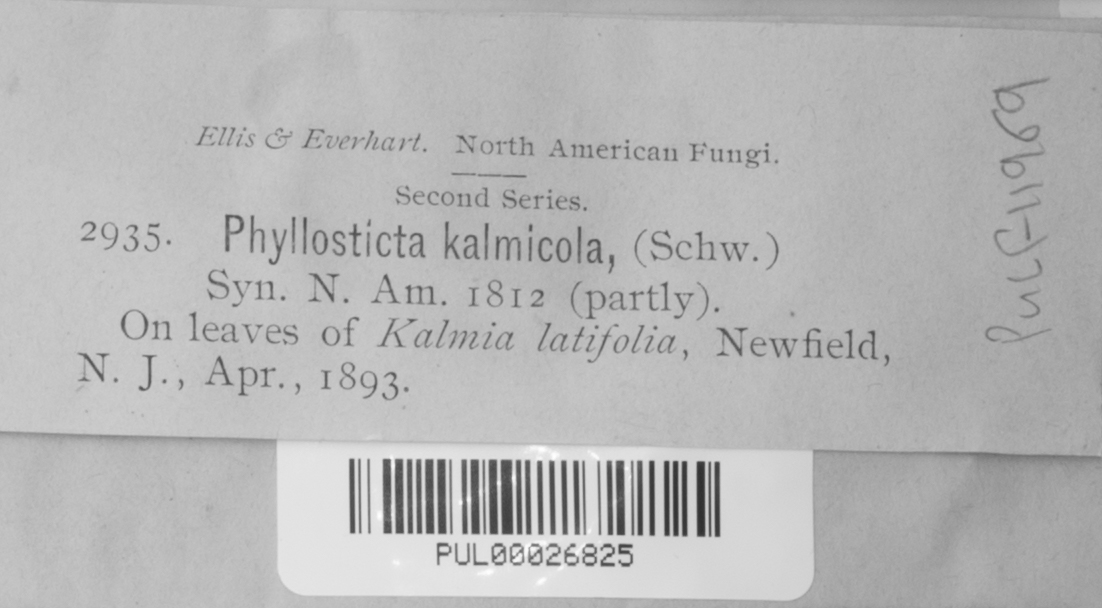 Ellis & Everhart. North American Fungi.
Second Series.
2935. Phyllosticta kalmicola, (Schw.)
Syn. N. Am. 1812 (partly).
On leaves of Kalmia latifolia, Newfield,
N. J., Apr., 1893.
PUL F-11969
PUL00026825